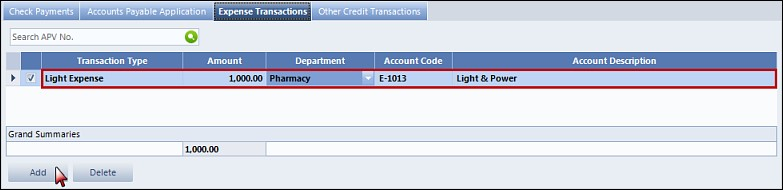 Check Payments Accounts Payable Application Expense Transactions Other Credit Transactions
Search APV No.
Transaction Type Amount Department Account Code Account Description
Light Expense 1,000.00 Pharmacy E-1013 Light & Power
Grand Summaries
1,000.00
Add Delete